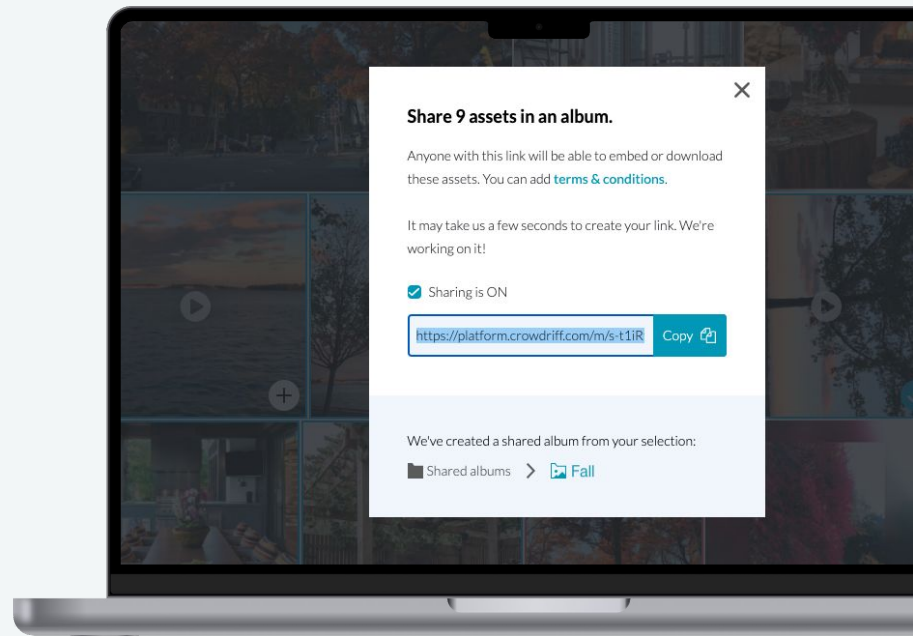 Share 9 assets in an album.
Anyone with this link will be able to embed or download
these assets. You can add terms & conditions.
It may take us a few seconds to create your link. We're
working on it!
Sharing is ON
https://platform.crowdriff.com/m/s-t1iR Copy
We've created a shared album from your selection:
Shared albums > Fall